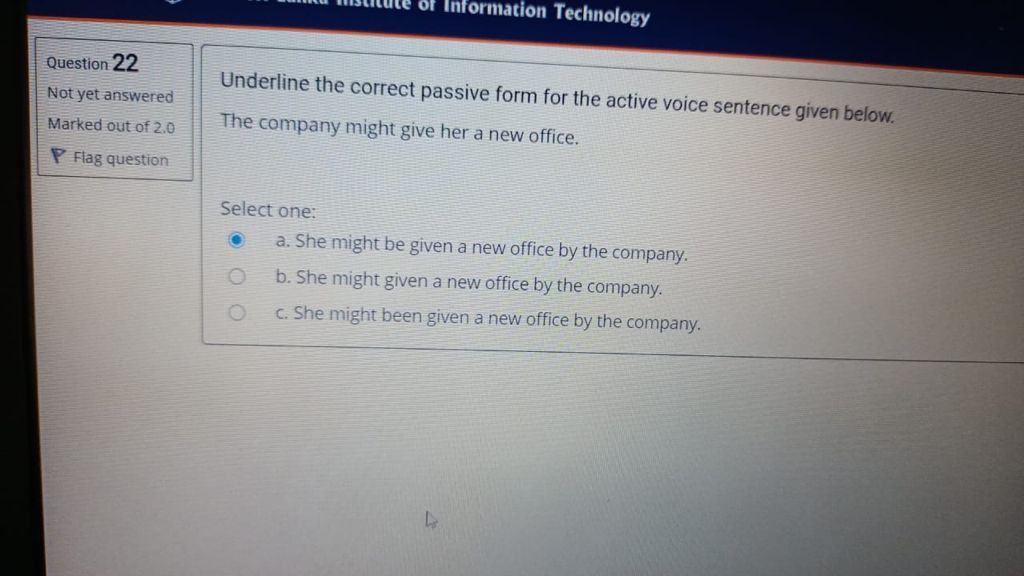 Institute of Information Technology
Question 22
Not yet answered
Marked out of 2.0
Flag question
Underline the correct passive form for the active voice sentence given below.
The company might give her a new office.
Select one:
a. She might be given a new office by the company.
b. She might given a new office by the company.
c. She might been given a new office by the company.